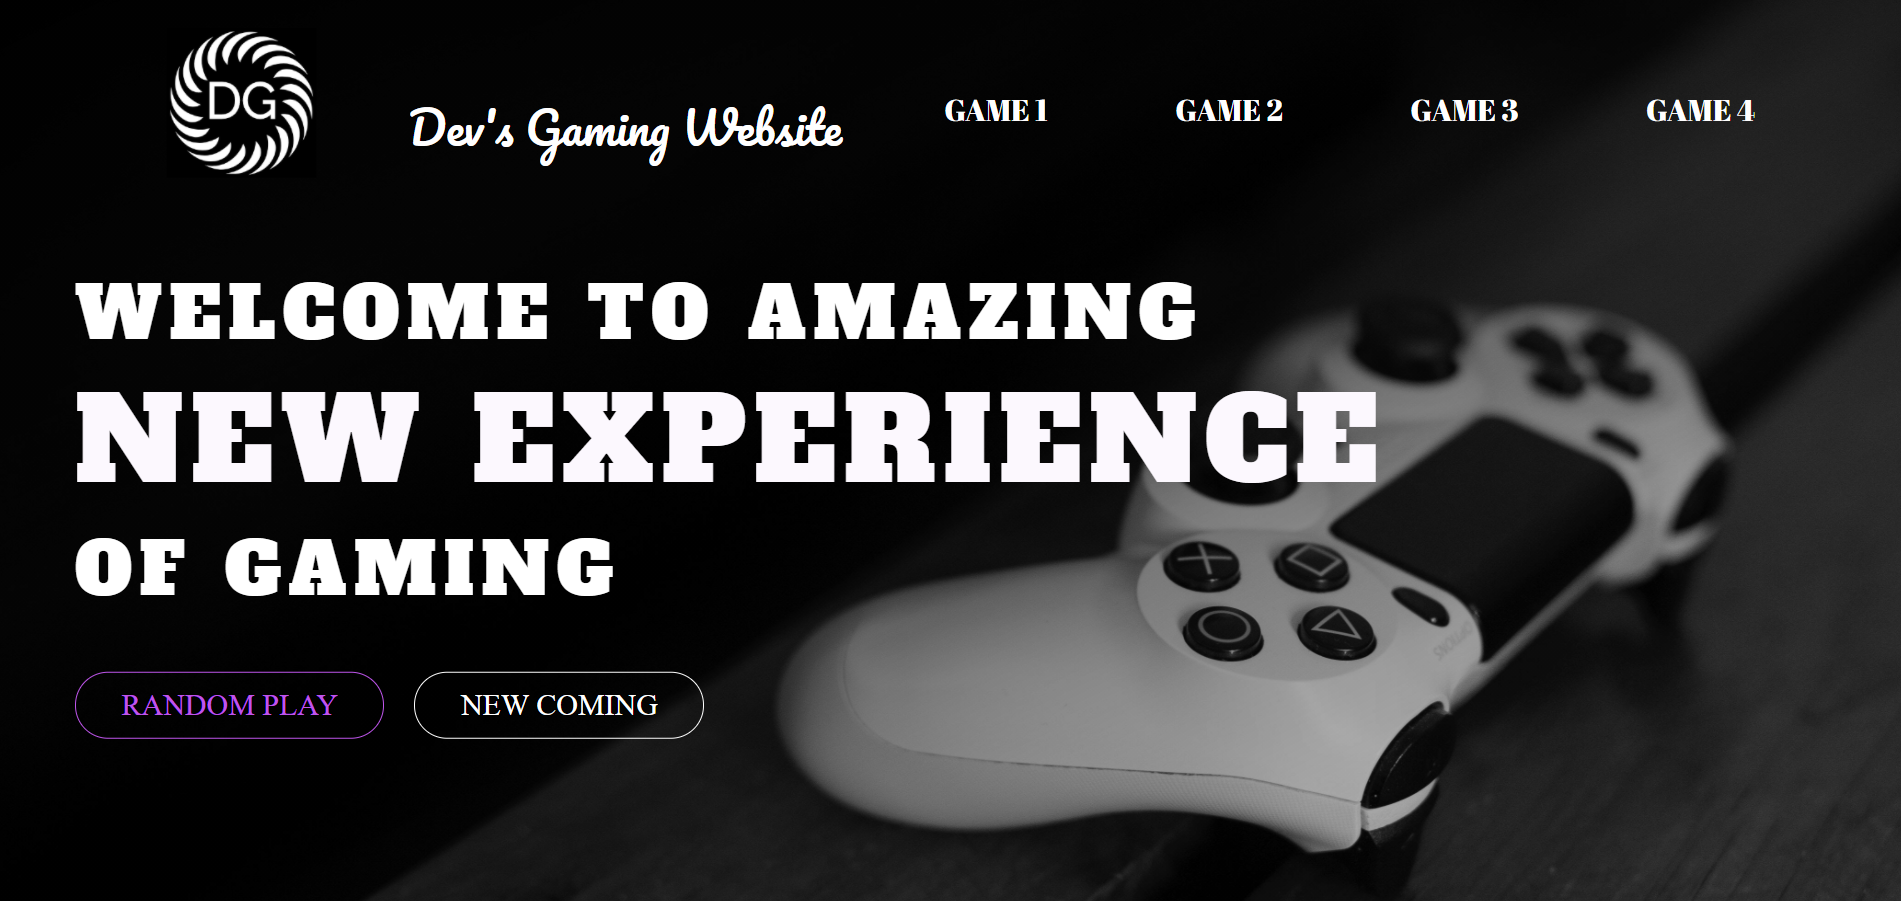 DG
Dev's Gaming Website
GAME 1
GAME 2
GAME 3
GAME 4
WELCOME TO AMAZING
NEW EXPERIENCE
OF GAMING
RANDOM PLAY
NEW COMING
OPTIONS